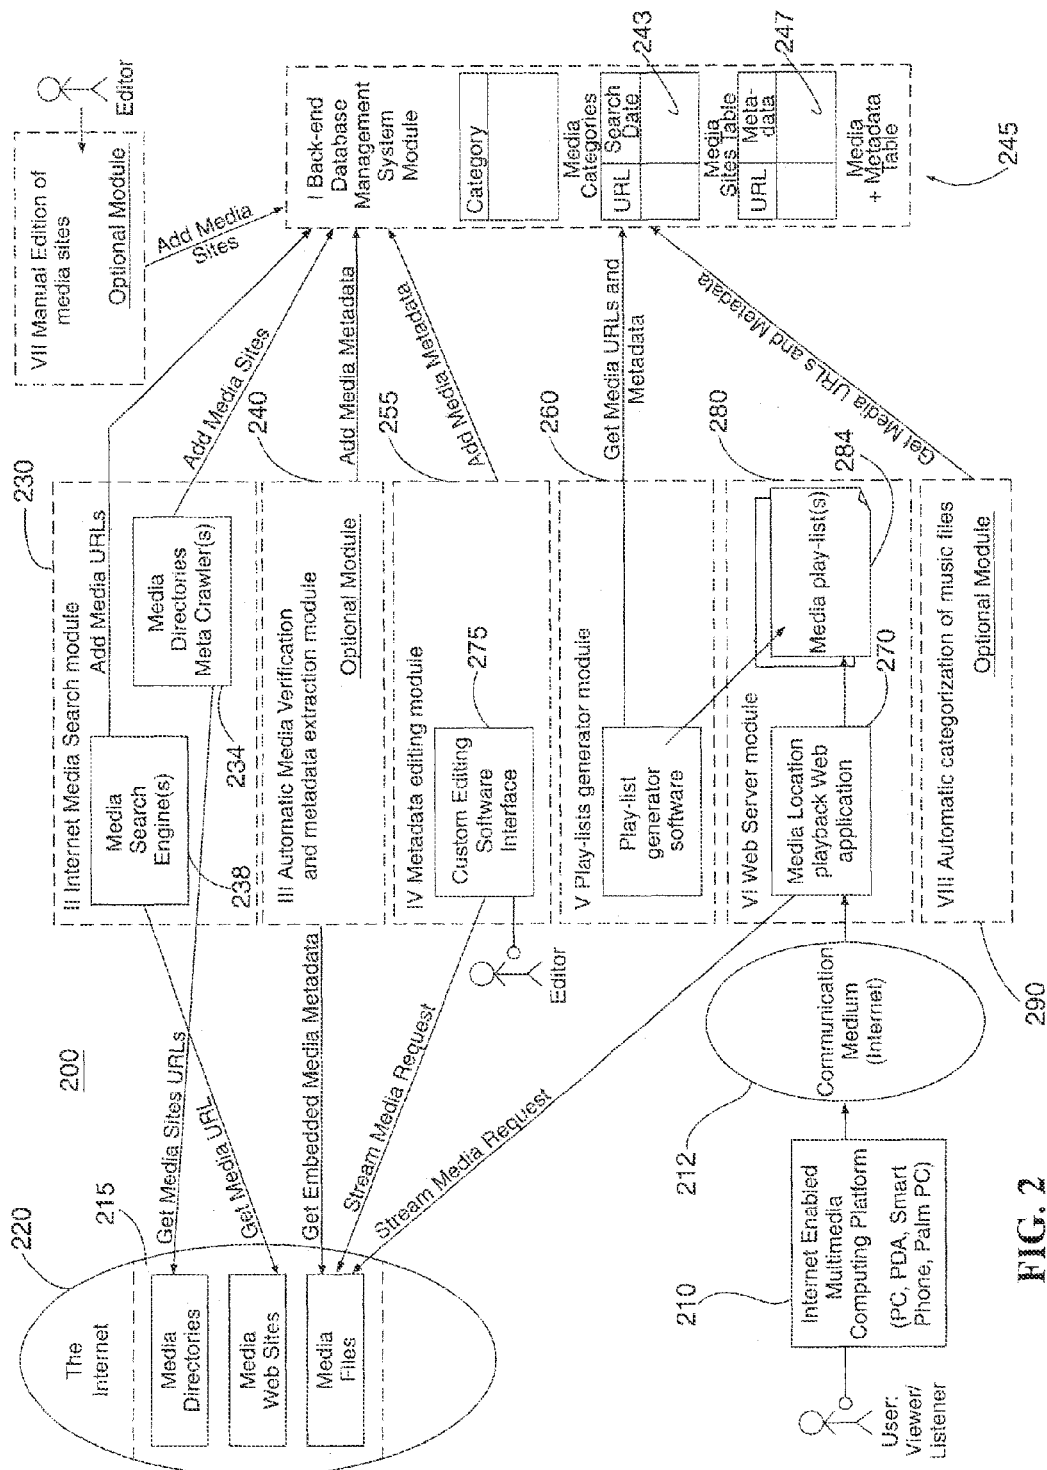 200
220
The
Internet
215
Media
Directories
Media
Web Sites
Media
Files
Get Media Sites URLs
Get Media URL
Get Embedded Media Metadata
Stream Media Request
Stream Media Request
230
II Internet Media Search module
Media
Search
Engine(s)
238
Media
Directories
Meta Crawler(s)
234
Add Media URLs
Add Media Sites
VII Manual Edition of
media sites
Optional Module
Editor
Add Media
Sites
240
III Automatic Media Verification
and metadata extraction module
Optional Module
Add Media Metadata
255
IV Metadata editing module
Custom Editing
Software
Interface
275
Editor
Add Metadata
260
V Play-lists generator module
Play-list
generator
software
Get Media URLs and
Metadata
280
VI Web Server module
Media Location
playback Web
application
270
Media play-list(s)
284
Get Media URLs and Metadata
VIII Automatic categorization of music files
Optional Module
290
I Back-end
Database
Management
System
Module
Category
Media
Categories
URL
Search
Date
243
Media
Sites Table
URL
Meta-
data
247
Media
+ Metadata
Table
245
212
Communication
Medium
(Internet)
210
Internet Enabled
Multimedia
Computing Platform
(PC, PDA, Smart
Phone, Palm PC)
User:
Viewer/
Listener
FIG. 2